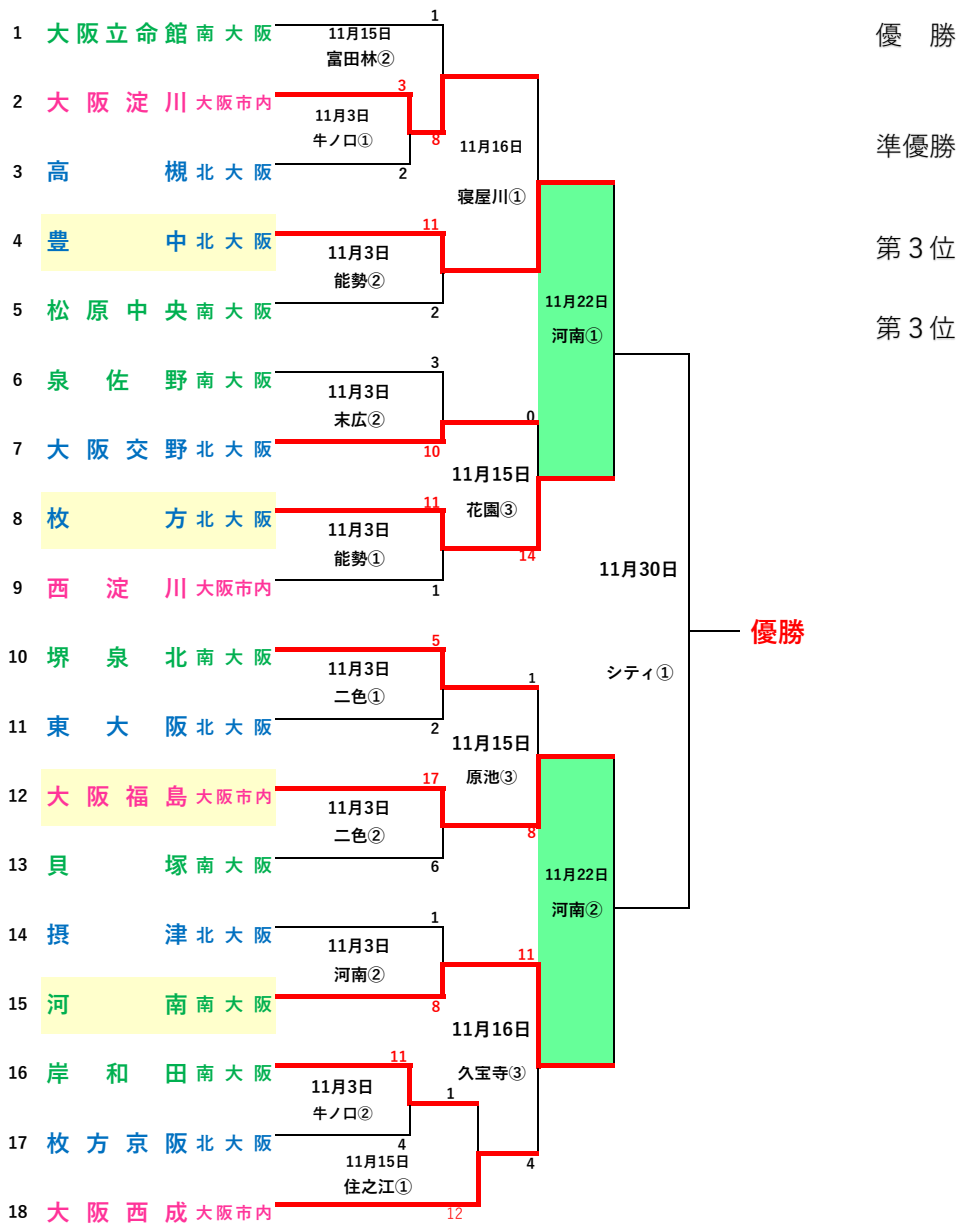 1 大阪立命館 南大阪
1
11月15日
富田林②
2 大阪淀川 大阪市内
3
11月3日
牛ノ口①
8
3 高槻 北大阪
2
11月16日
寝屋川①
4 豊中 北大阪
11
11月3日
能勢②
5 松原中央 南大阪
2
11月22日
河南①
6 泉佐野 南大阪
3
11月3日
末広②
7 大阪交野 北大阪
10
0
11月15日
花園③
8 枚方 北大阪
11
11月3日
能勢①
14
9 西淀川 大阪市内
1
11月30日
シティ①
優勝
10 堺泉北 南大阪
5
11月3日
二色①
1
11 東大阪 北大阪
2
11月15日
原池③
12 大阪福島 大阪市内
17
11月3日
二色②
8
13 貝塚 南大阪
6
11月22日
河南②
14 摂津 北大阪
1
11月3日
河南②
11
15 河南 南大阪
8
11月16日
久宝寺③
16 岸和田 南大阪
11
11月3日
牛ノ口②
1
17 枚方京阪 北大阪
4
11月15日
住之江①
4
18 大阪西成 大阪市内
12
優 勝
準優勝
第3位
第3位